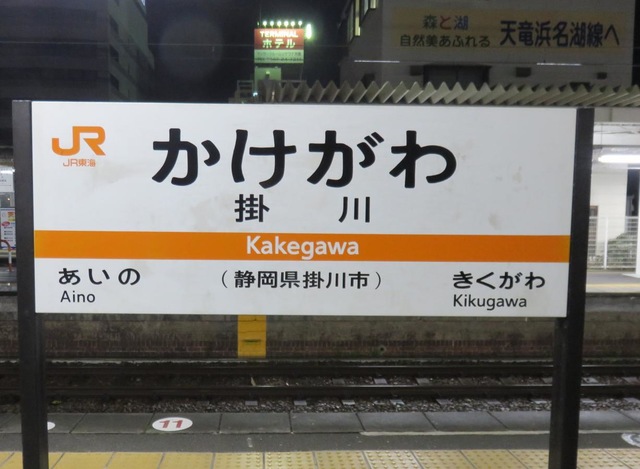 森と湖
自然美あふれる 天竜浜名湖線へ
TERMINAL
ホテル
JR
JR東海
かけがわ
掛川
Kakegawa
あいの
Aino
(静岡県掛川市)
きくがわ
Kikugawa
11